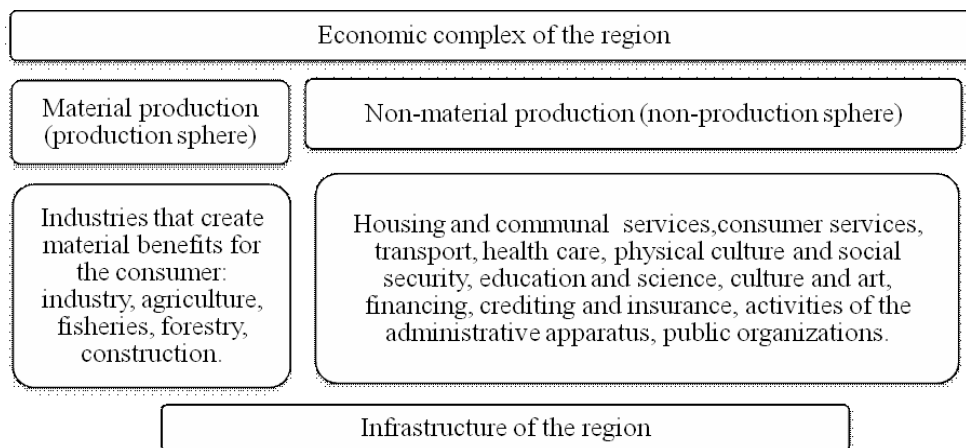 Economic complex of the region
Material production
(production sphere)
Non-material production (non-production sphere)
Industries that create
material benefits for
the consumer:
industry, agriculture,
fisheries, forestry,
construction.
Housing and communal services,consumer services,
transport, health care, physical culture and social
security, education and science, culture and art,
financing, crediting and insurance, activities of the
administrative apparatus, public organizations.
Infrastructure of the region